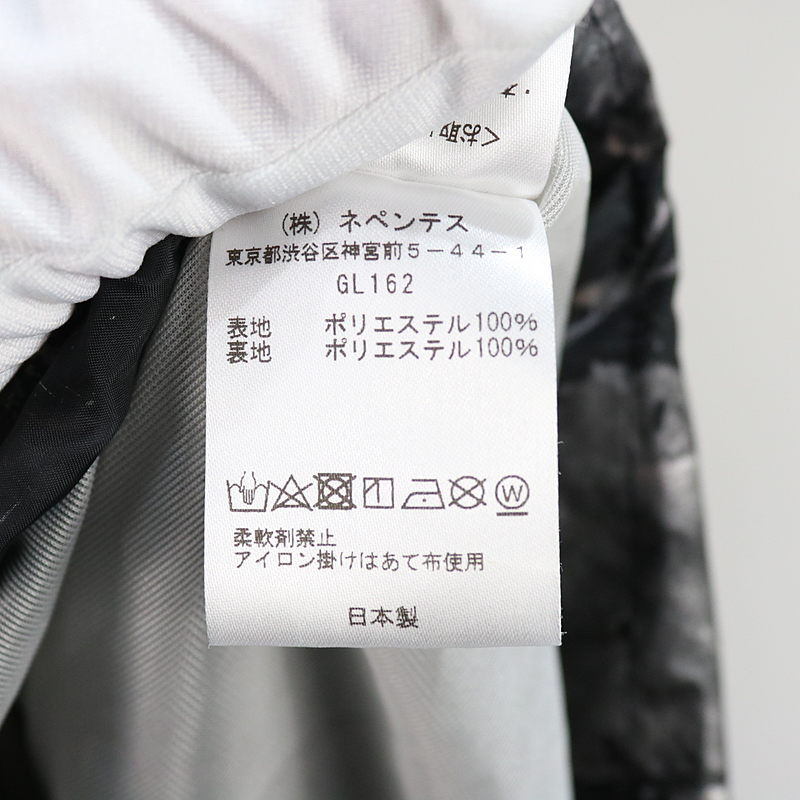 くお取
(株) ネペンテス
東京都渋谷区神宮前5-44-1
GL162
表地 ポリエステル100%
裏地 ポリエステル100%
W
柔軟剤禁止
アイロン掛けはあて布使用
日本製